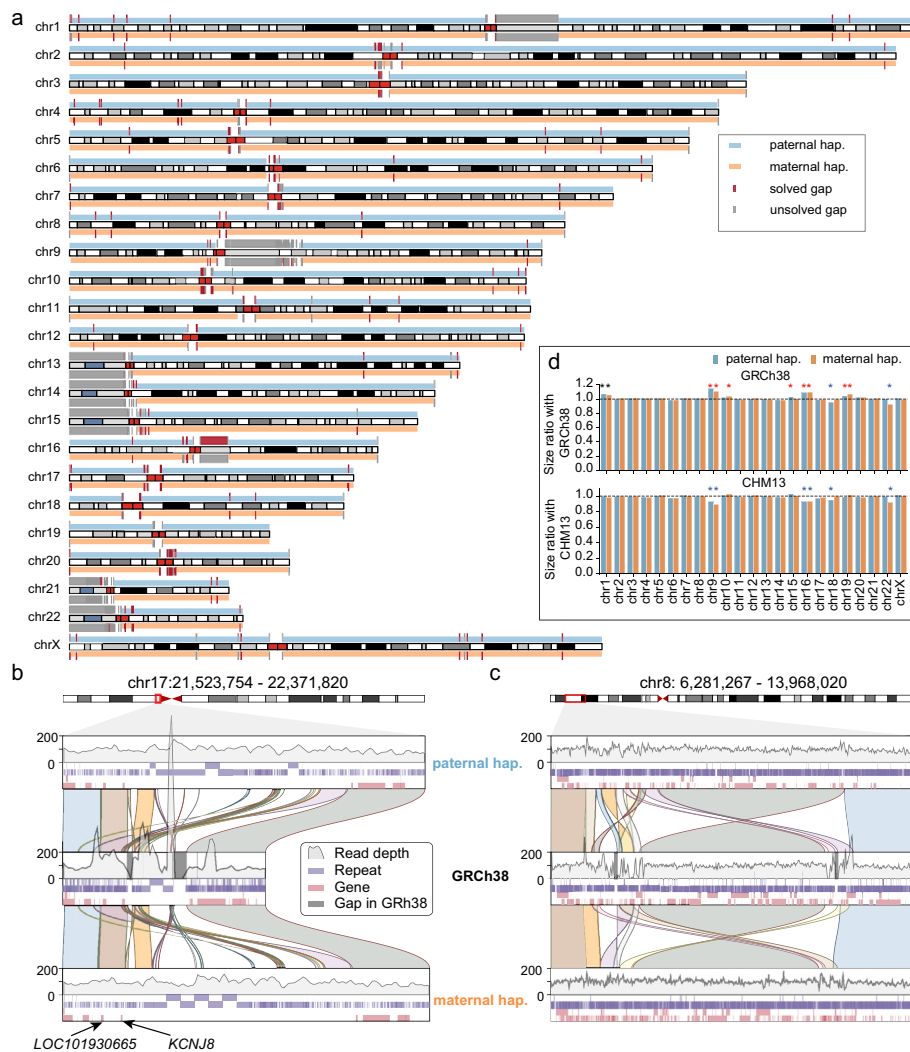 a
chr1
chr2
chr3
chr4
chr5
chr6
chr7
chr8
chr9
chr10
chr11
chr12
chr13
chr14
chr15
chr16
chr17
chr18
chr19
chr20
chr21
chr22
chrX
paternal hap.
maternal hap.
solved gap
unsolved gap
d
paternal hap. maternal hap.
GRCh38
Size ratio with
GRCh38
1.2
1.0
0.8
0.6
0.4
0.2
0.0
** ** * * ** * ** *
CHM13
Size ratio with
CHM13
1.0
0.8
0.6
0.4
0.2
0.0
** ** * *
chr1
chr2
chr3
chr4
chr5
chr6
chr7
chr8
chr9
chr10
chr11
chr12
chr13
chr14
chr15
chr16
chr17
chr18
chr19
chr20
chr21
chr22
chrX
b
chr17:21,523,754 - 22,371,820
200
0
paternal hap.
200
0
Read depth
Repeat
Gene
Gap in GRh38
200
0
maternal hap.
LOC101930665 KCNJ8
GRCh38
c
chr8: 6,281,267 - 13,968,020
200
0
200
0
200
0